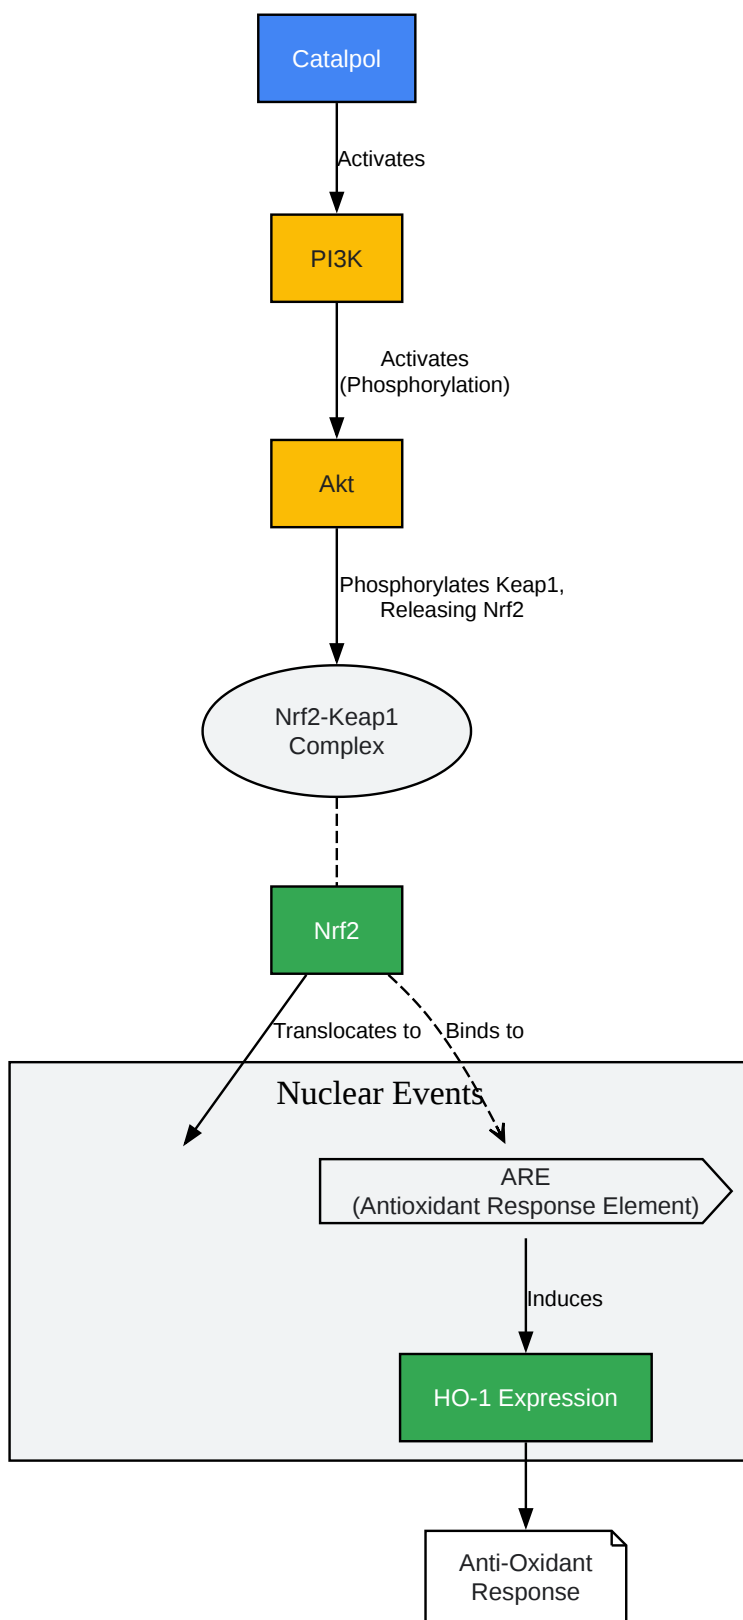 Catalpol
Activates
PI3K
Activates
(Phosphorylation)
Akt
Phosphorylates Keap1,
Releasing Nrf2
Nrf2-Keap1
Complex
Nrf2
Translocates to
Binds to
Nuclear Events
ARE
(Antioxidant Response Element)
Induces
HO-1 Expression
Anti-Oxidant
Response